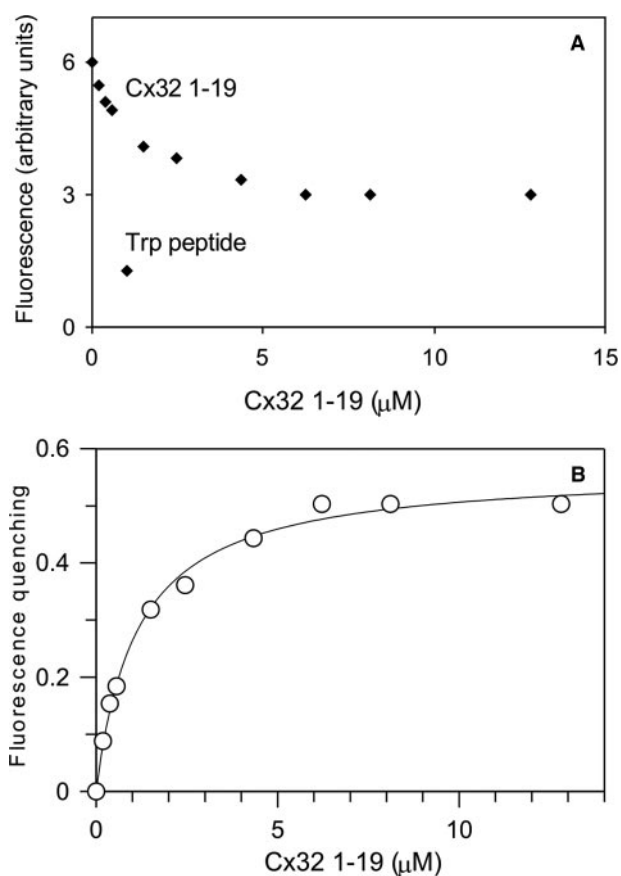 A
Fluorescence (arbitrary units)
6
3
0
Cx32 1-19
Trp peptide
0 5 10 15
Cx32 1-19 (μM)
B
Fluorescence quenching
0.6
0.4
0.2
0
0 5 10
Cx32 1-19 (μM)